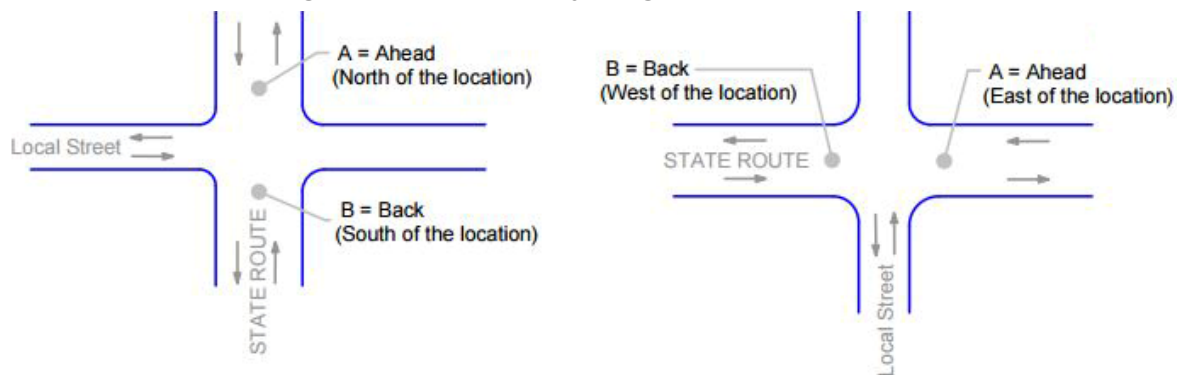 A = Ahead
(North of the location)
Local Street
B = Back
(South of the location)
STATE ROUTE
B = Back
(West of the location)
A = Ahead
(East of the location)
STATE ROUTE
Local Street